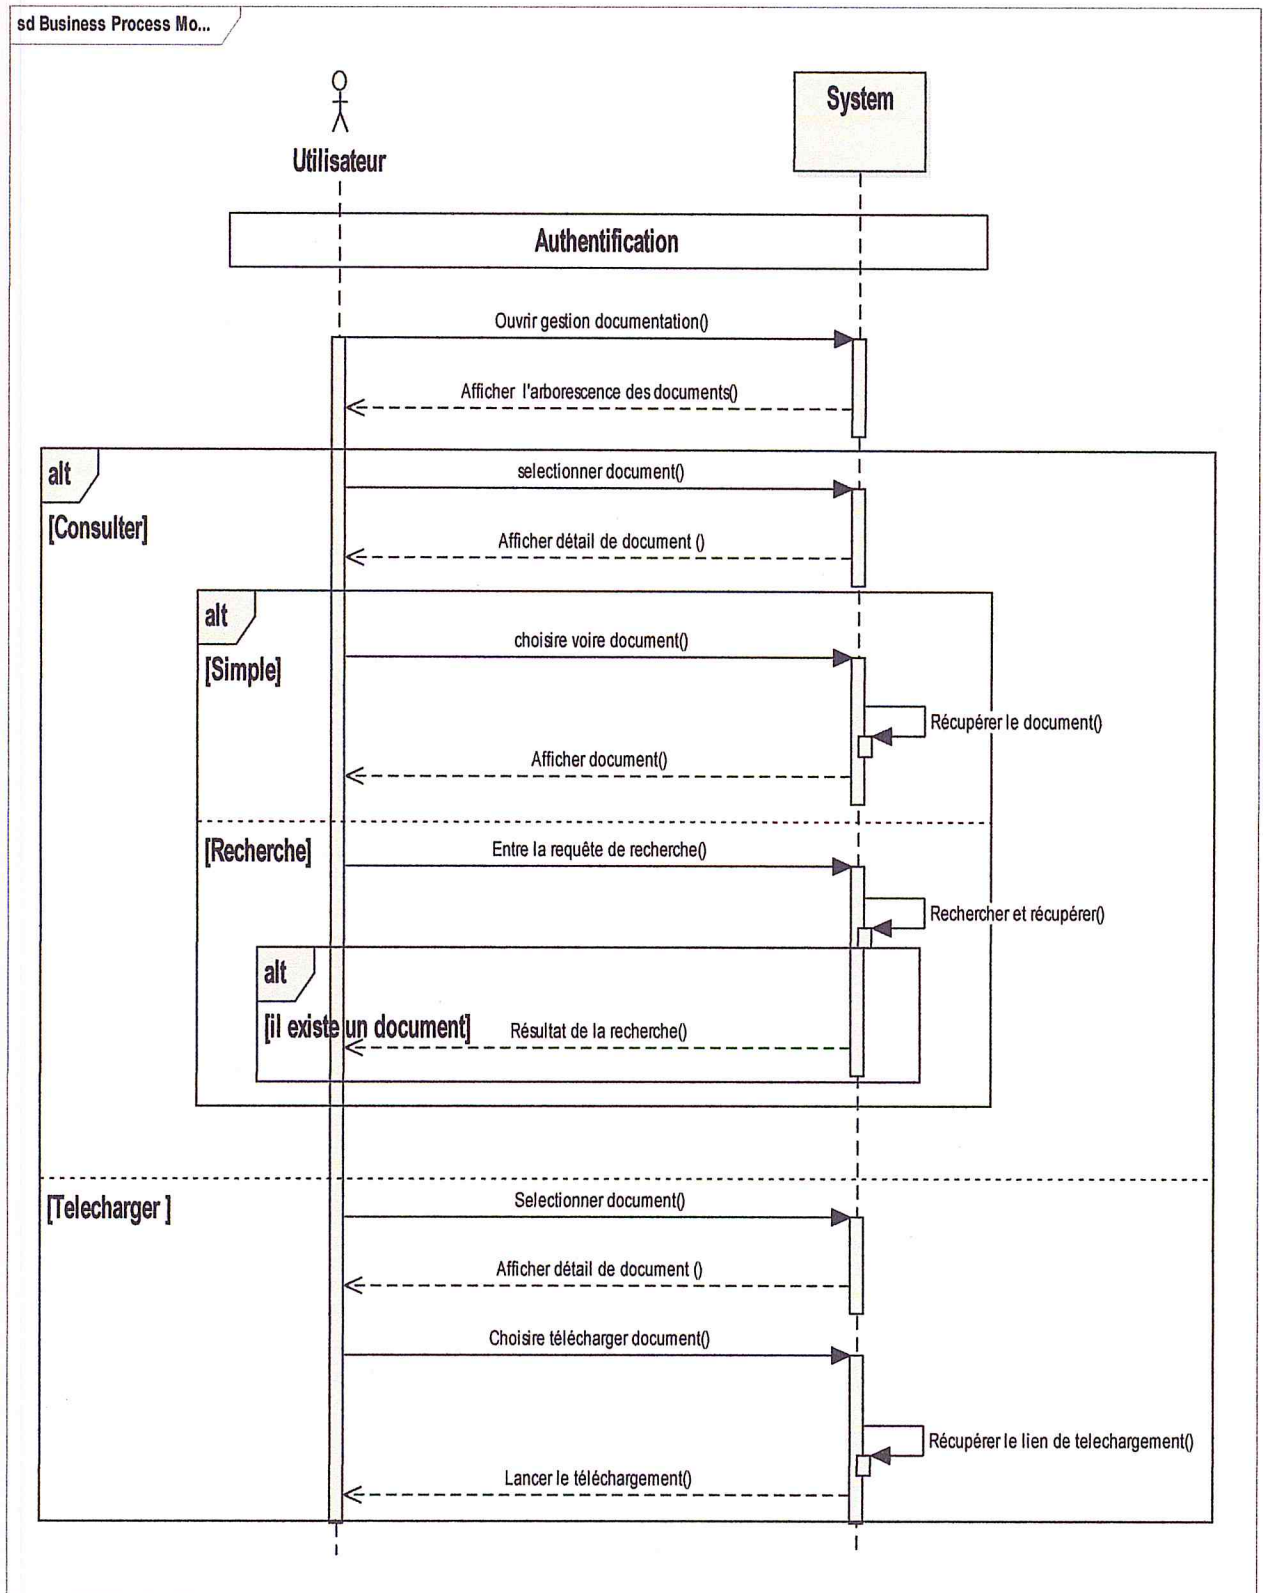 sd Business Process Mo...
Utilisateur
System
Authentification
Ouvrir gestion documentation()
Afficher l'arborescence des documents()
alt
[Consulter]
selectionner document()
Afficher détail de document ()
alt
[Simple]
choisire voire document()
Récupérer le document()
Afficher document()
[Recherche]
Entre la requête de recherche()
Rechercher et récupérer()
alt
[il existe un document]
Résultat de la recherche()
[Telecharger ]
Selectionner document()
Afficher détail de document ()
Choisire télécharger document()
Récupérer le lien de telechargement()
Lancer le téléchargement()